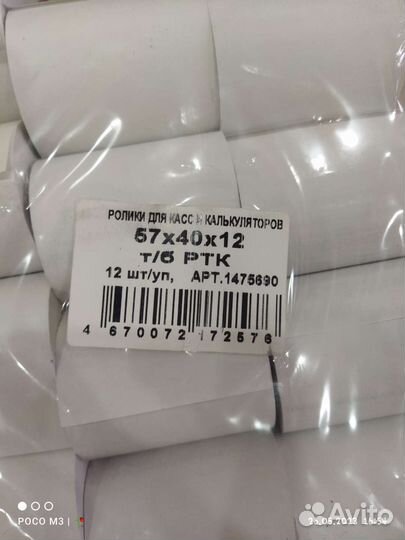 РОЛИКИ ДЛЯ КАСС И КАЛЬКУЛЯТОРОВ
57х40х12
т/б РТК
12 шт/уп, АРТ.1475690
4 670072 172576
POCO M3 |
Avito